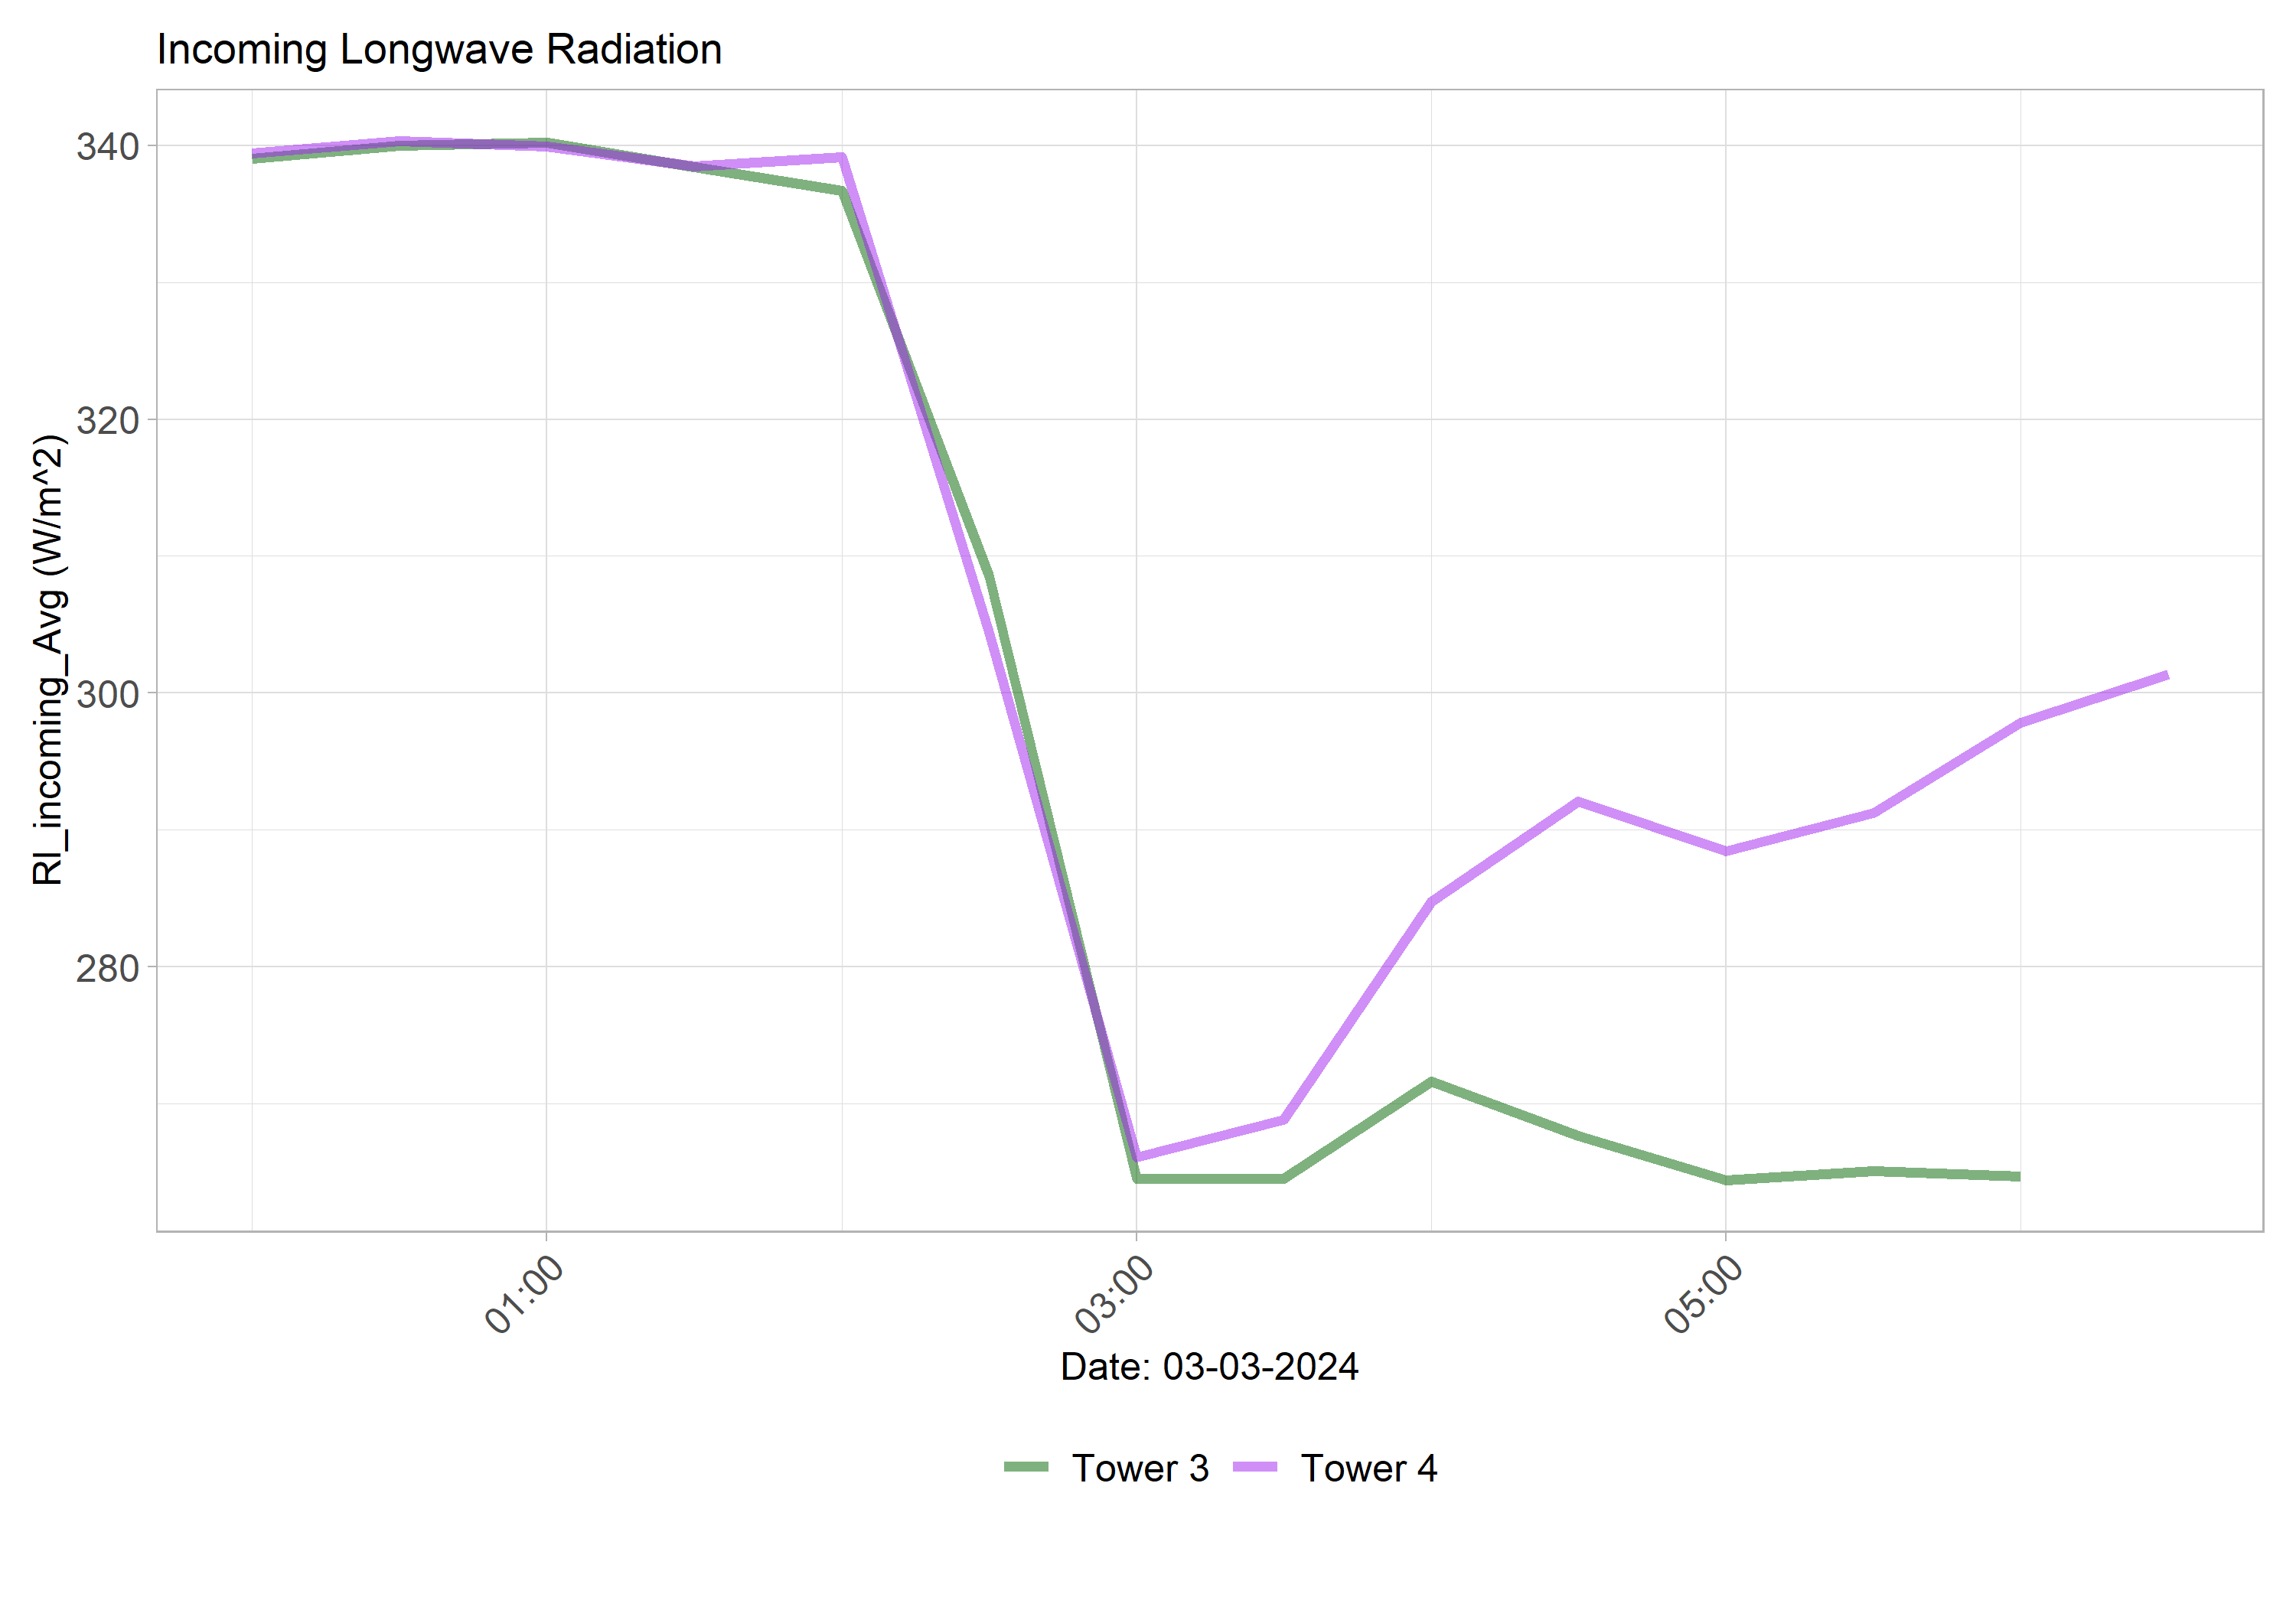 Incoming Longwave Radiation
Rl_incoming_Avg (W/m^2)
340
320
300
280
01:00
03:00
05:00
Date: 03-03-2024
Tower 3
Tower 4